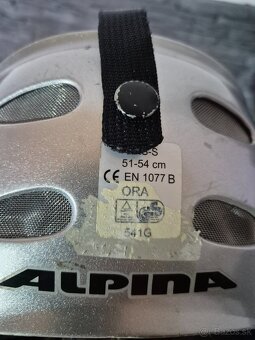 51-54 cm
CE EN 1077 B
ORA
541G
ALPINA